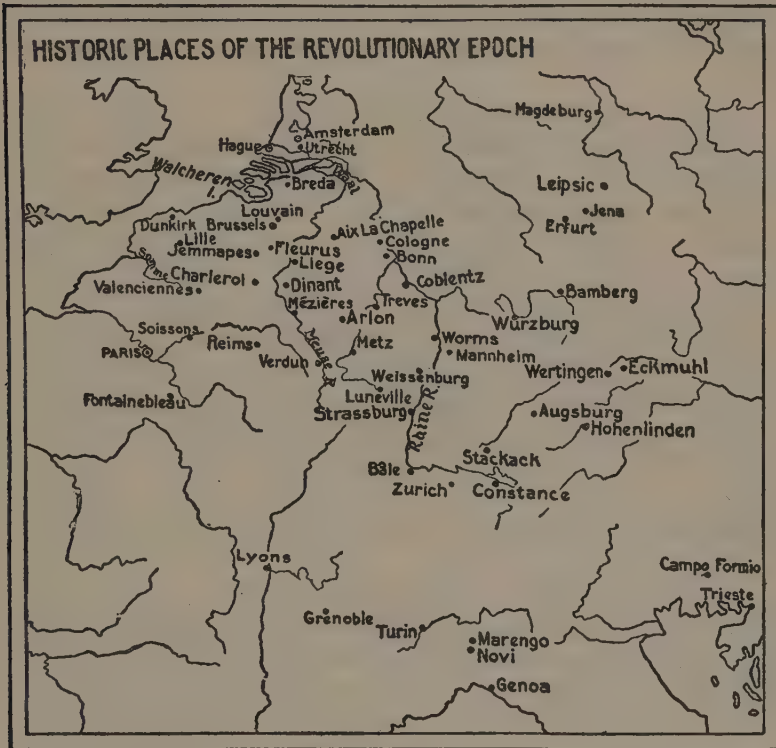 HISTORIC PLACES OF THE REVOLUTIONARY EPOCH
Magdeburg
Amsterdam
Hague
Utrecht
Walcheren I.
Waal
Breda
Leipsic
Louvain
Jena
Dunkirk
Brussels
Aix La Chapelle
Erfurt
Lille
Cologne
Jemmapes
Fleurus
Bonn
Somme
Liege
Charleroi
Dinant
Coblentz
Valenciennes
Treves
Bamberg
Mézières
Arlon
Würzburg
Soissons
PARIS
Reims
Metz
Worms
Meuse R.
Mannheim
Verdun
Weissenburg
Wertingen
Eckmuhl
Fontainebleau
Luneville
Strassburg
Rhine R.
Augsburg
Hohenlinden
Stackack
Bâle
Zurich
Constance
Lyons
Campo Formio
Trieste
Grenoble
Turin
Marengo
Novi
Genoa